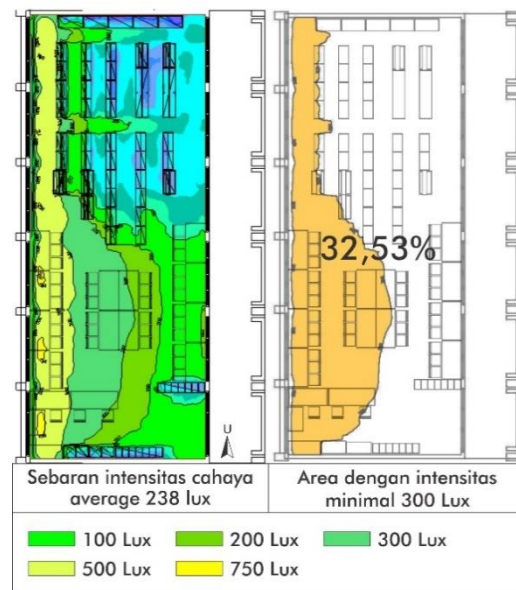 32,53%
U
Sebaran intensitas cahaya
average 238 lux
Area dengan intensitas
minimal 300 Lux
100 Lux
200 Lux
300 Lux
500 Lux
750 Lux